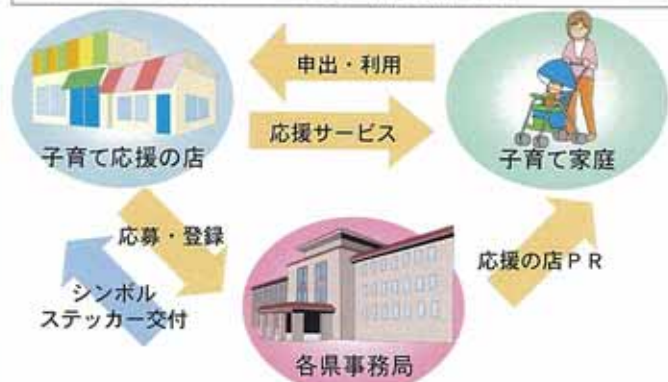 申出・利用
応援サービス
子育て応援の店
子育て家庭
応募・登録
シンボル
ステッカー交付
応援の店ＰＲ
各県事務局